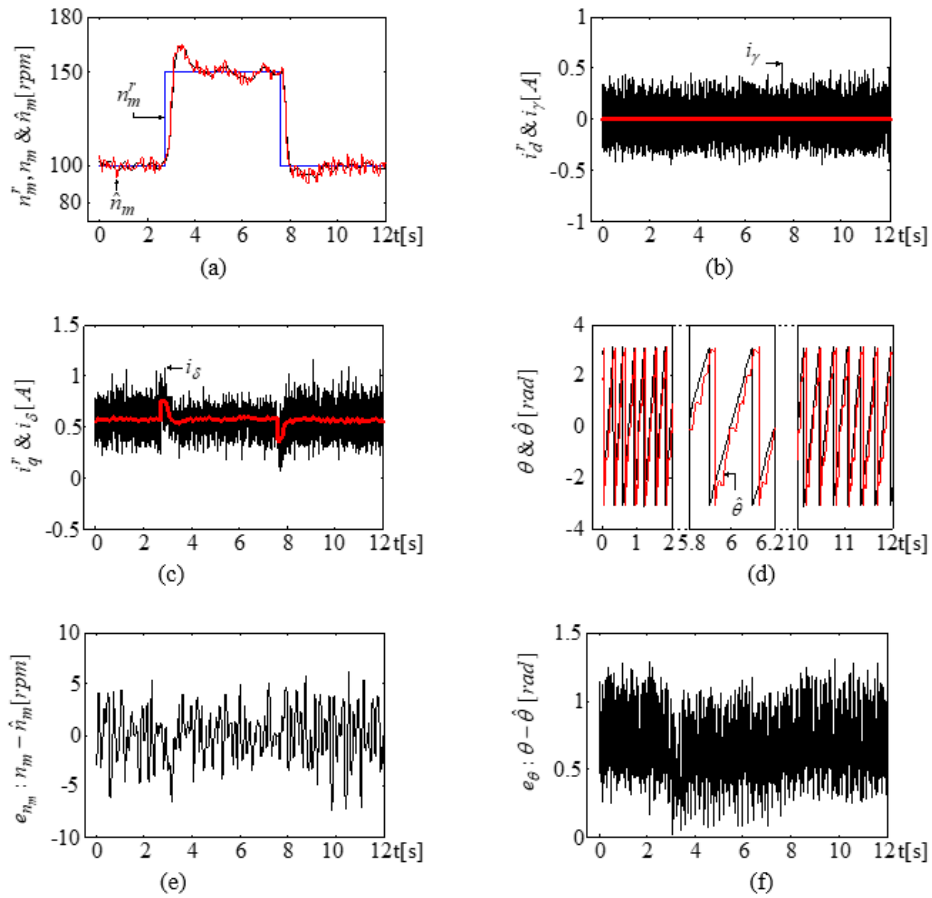 180
150
100
80
n_m^r, n_m & n̂_m [rpm]
n_m^r
n̂_m
0 2 4 6 8 10 12 t[s]
(a)
1
0.5
0
-0.5
-1
i_d^r & i_γ [A]
i_γ
0 2 4 6 8 10 12 t[s]
(b)
1.5
1
0.5
0
-0.5
i_q^r & i_δ [A]
i_δ
0 2 4 6 8 10 12 t[s]
(c)
4
2
0
-2
-4
θ & θ̂ [rad]
θ̂
0 1 2 5.8 6 6.2 10 11 12 t[s]
(d)
10
5
0
-5
-10
e_{n_m} : n_m − n̂_m [rpm]
0 2 4 6 8 10 12 t[s]
(e)
1.5
1
0.5
0
e_θ : θ − θ̂ [rad]
0 2 4 6 8 10 12 t[s]
(f)